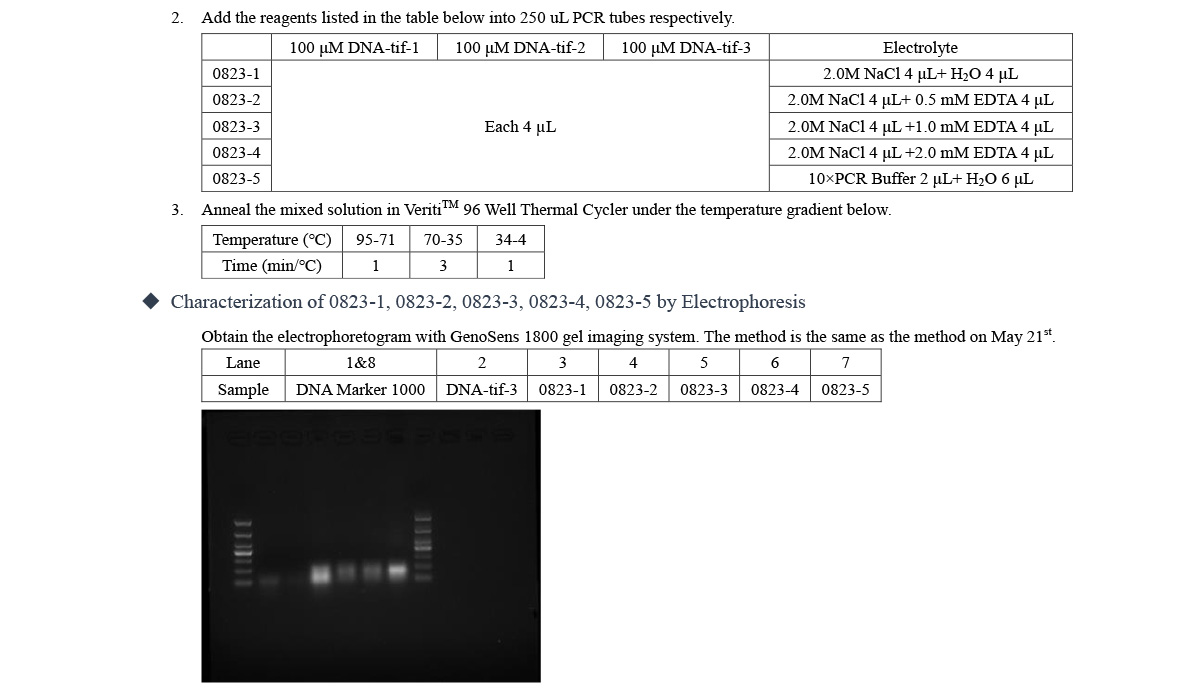 2. Add the reagents listed in the table below into 250 uL PCR tubes respectively.
100 μM DNA-tif-1 100 μM DNA-tif-2 100 μM DNA-tif-3 Electrolyte
0823-1 2.0M NaCl 4 μL+ H₂O 4 μL
0823-2 2.0M NaCl 4 μL+ 0.5 mM EDTA 4 μL
0823-3 Each 4 μL 2.0M NaCl 4 μL +1.0 mM EDTA 4 μL
0823-4 2.0M NaCl 4 μL +2.0 mM EDTA 4 μL
0823-5 10×PCR Buffer 2 μL+ H₂O 6 μL
3. Anneal the mixed solution in Veriti™ 96 Well Thermal Cycler under the temperature gradient below.
Temperature (℃) 95-71 70-35 34-4
Time (min/℃) 1 3 1
◆ Characterization of 0823-1, 0823-2, 0823-3, 0823-4, 0823-5 by Electrophoresis
Obtain the electrophoretogram with GenoSens 1800 gel imaging system. The method is the same as the method on May 21st.
Lane 1&8 2 3 4 5 6 7
Sample DNA Marker 1000 DNA-tif-3 0823-1 0823-2 0823-3 0823-4 0823-5